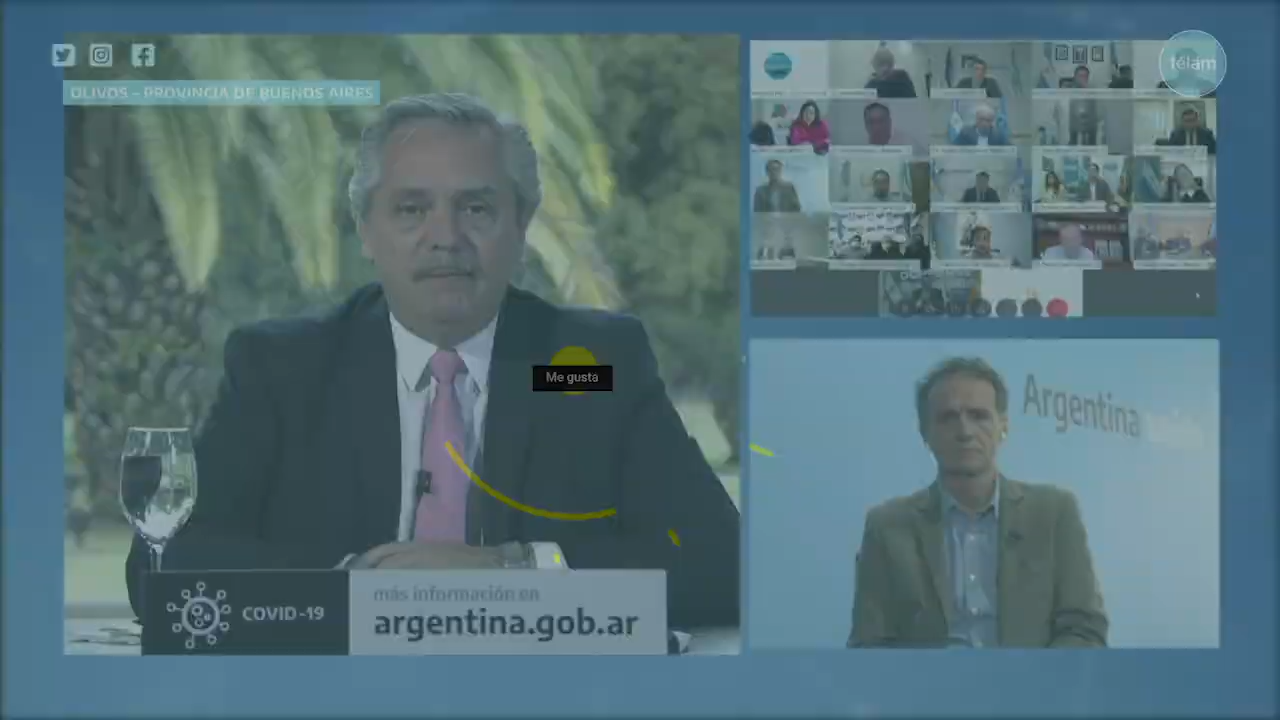 OLIVOS - PROVINCIA DE BUENOS AIRES
télam
Me gusta
Argentina
COVID-19
más información en
argentina.gob.ar